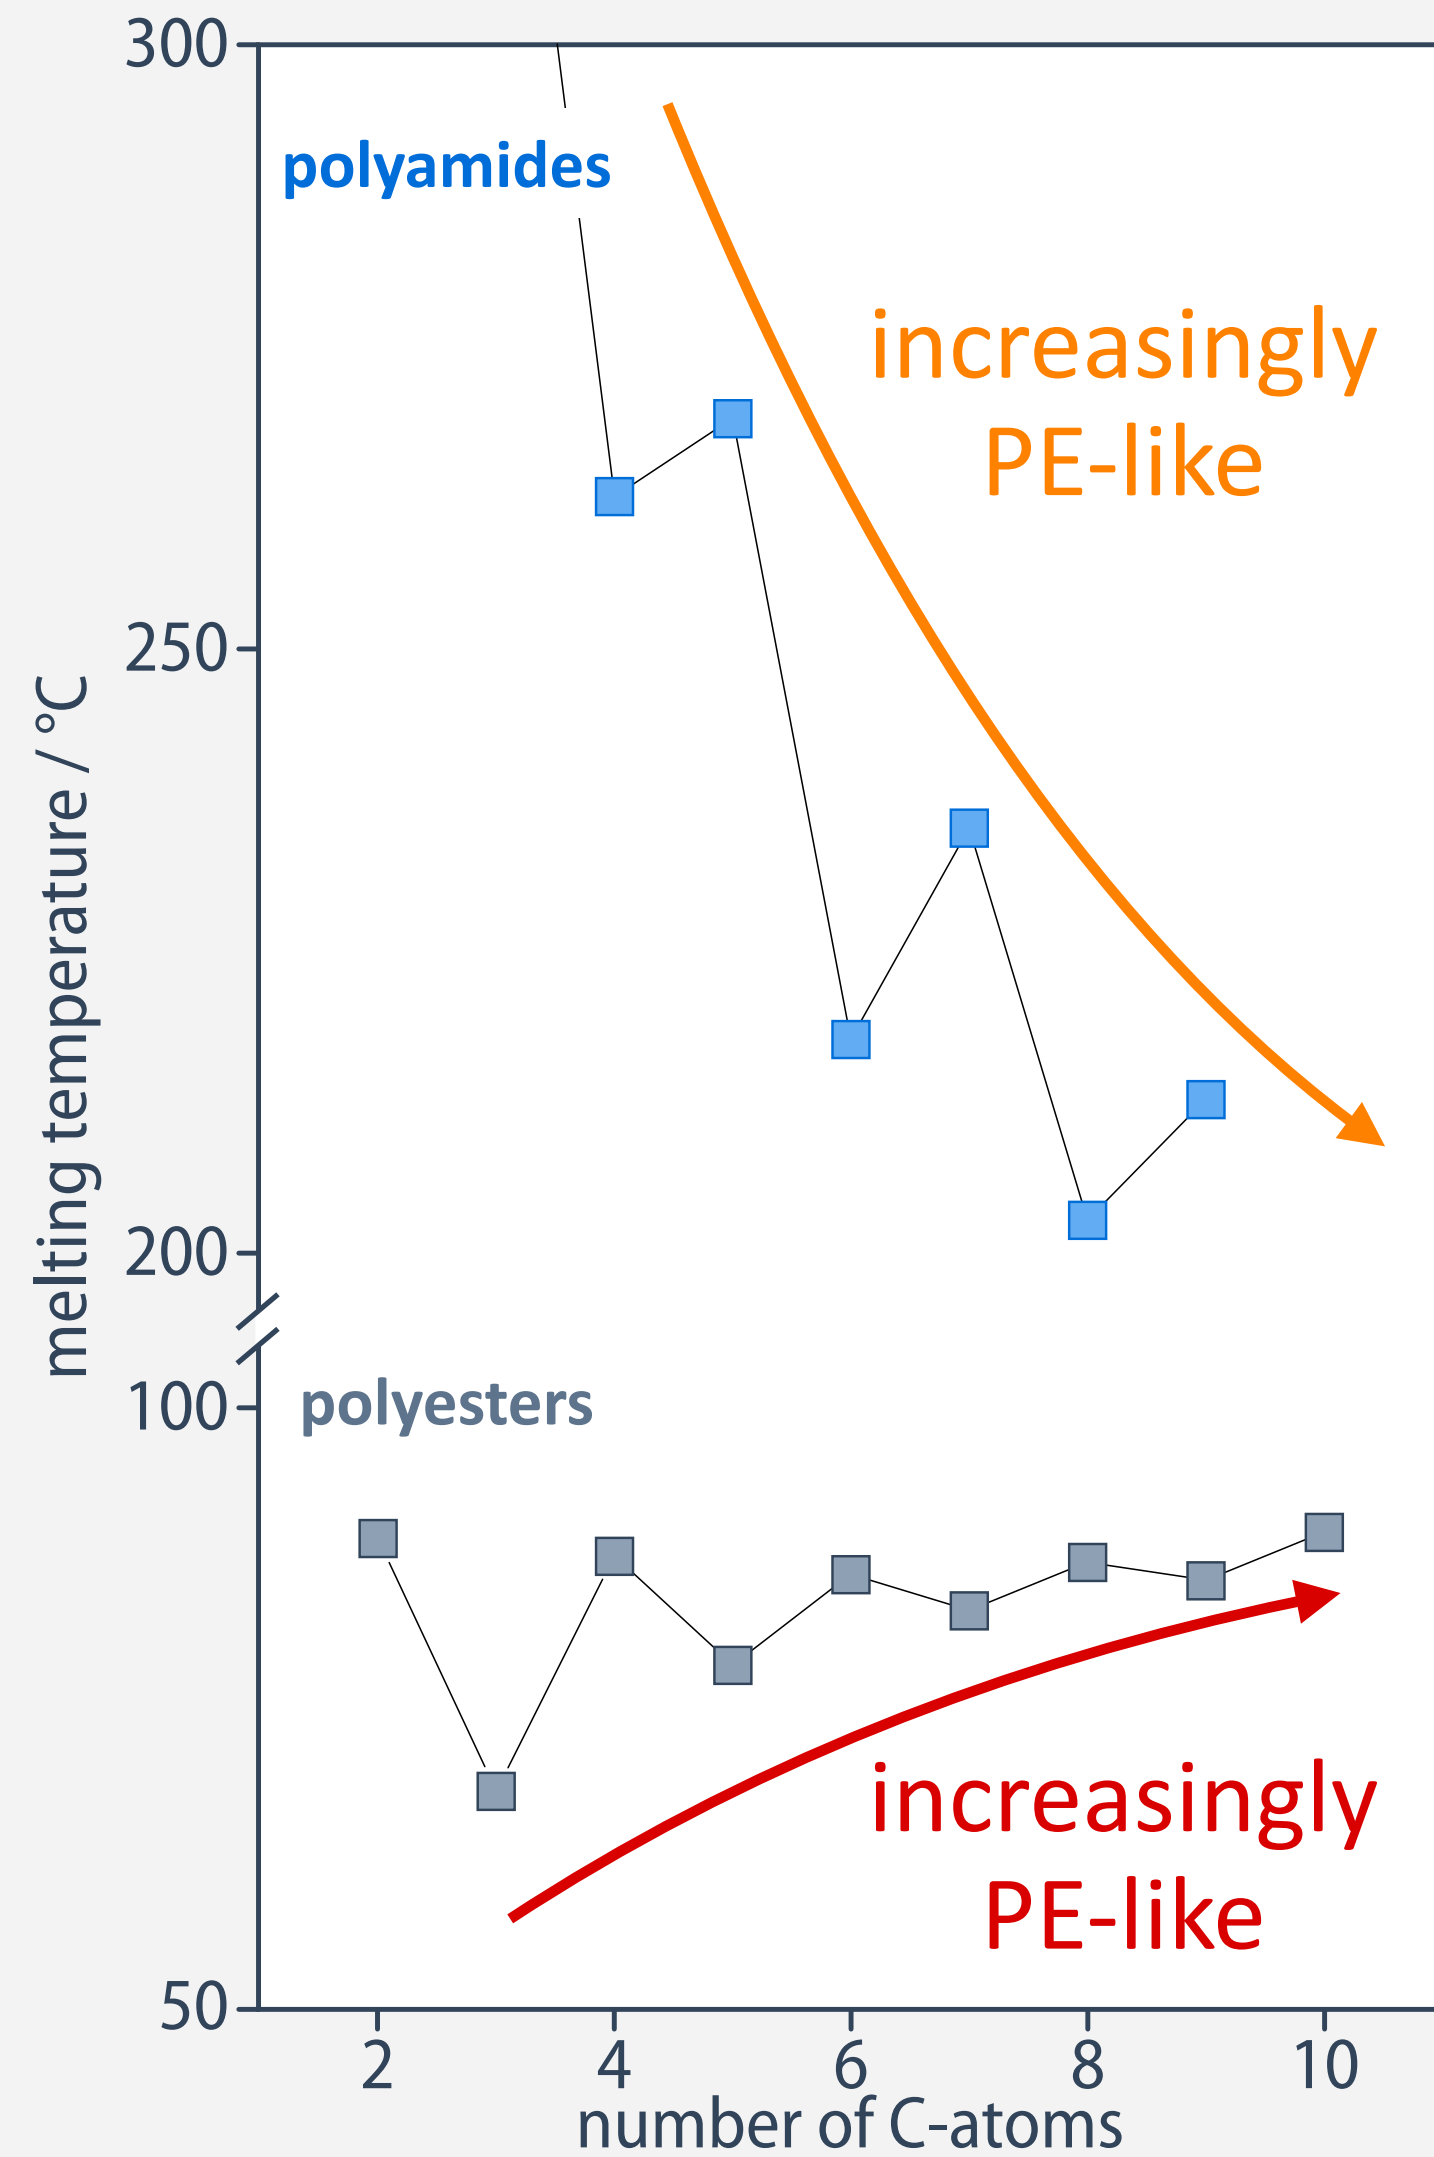 300
polyamides
increasingly
PE-like
250
melting temperature / °C
200
100
polyesters
increasingly
PE-like
50
2 4 6 8 10
number of C-atoms